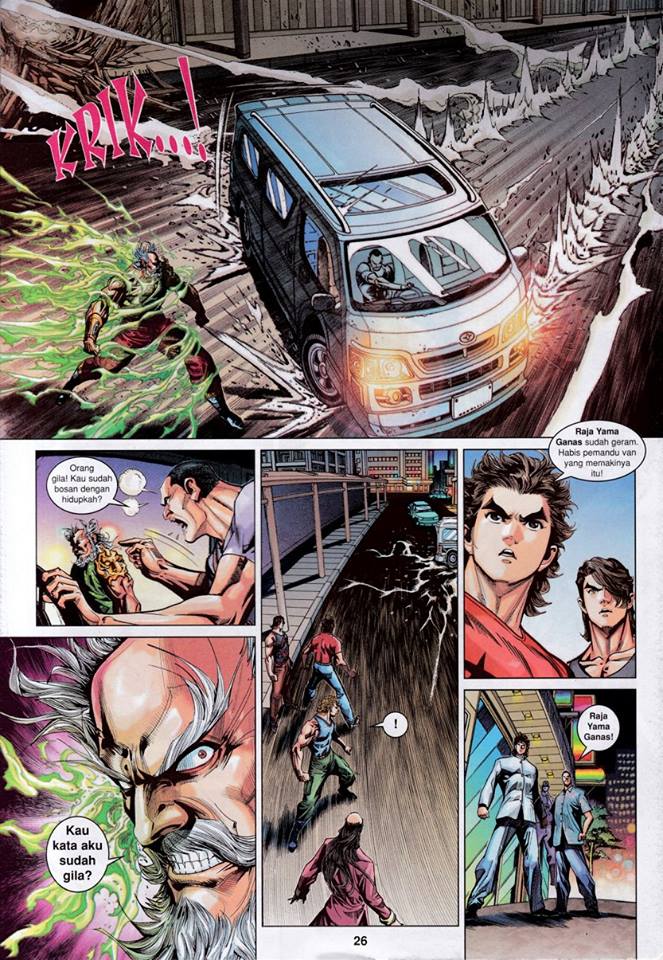 KRIK...!
Orang
gila! Kau sudah
bosan dengan
hidupkah?
Raja Yama
Ganas sudah geram.
Habis pemandu van
yang memakinya
itu!
!
Kau
kata aku
sudah
gila?
Raja
Yama
Ganas!
26